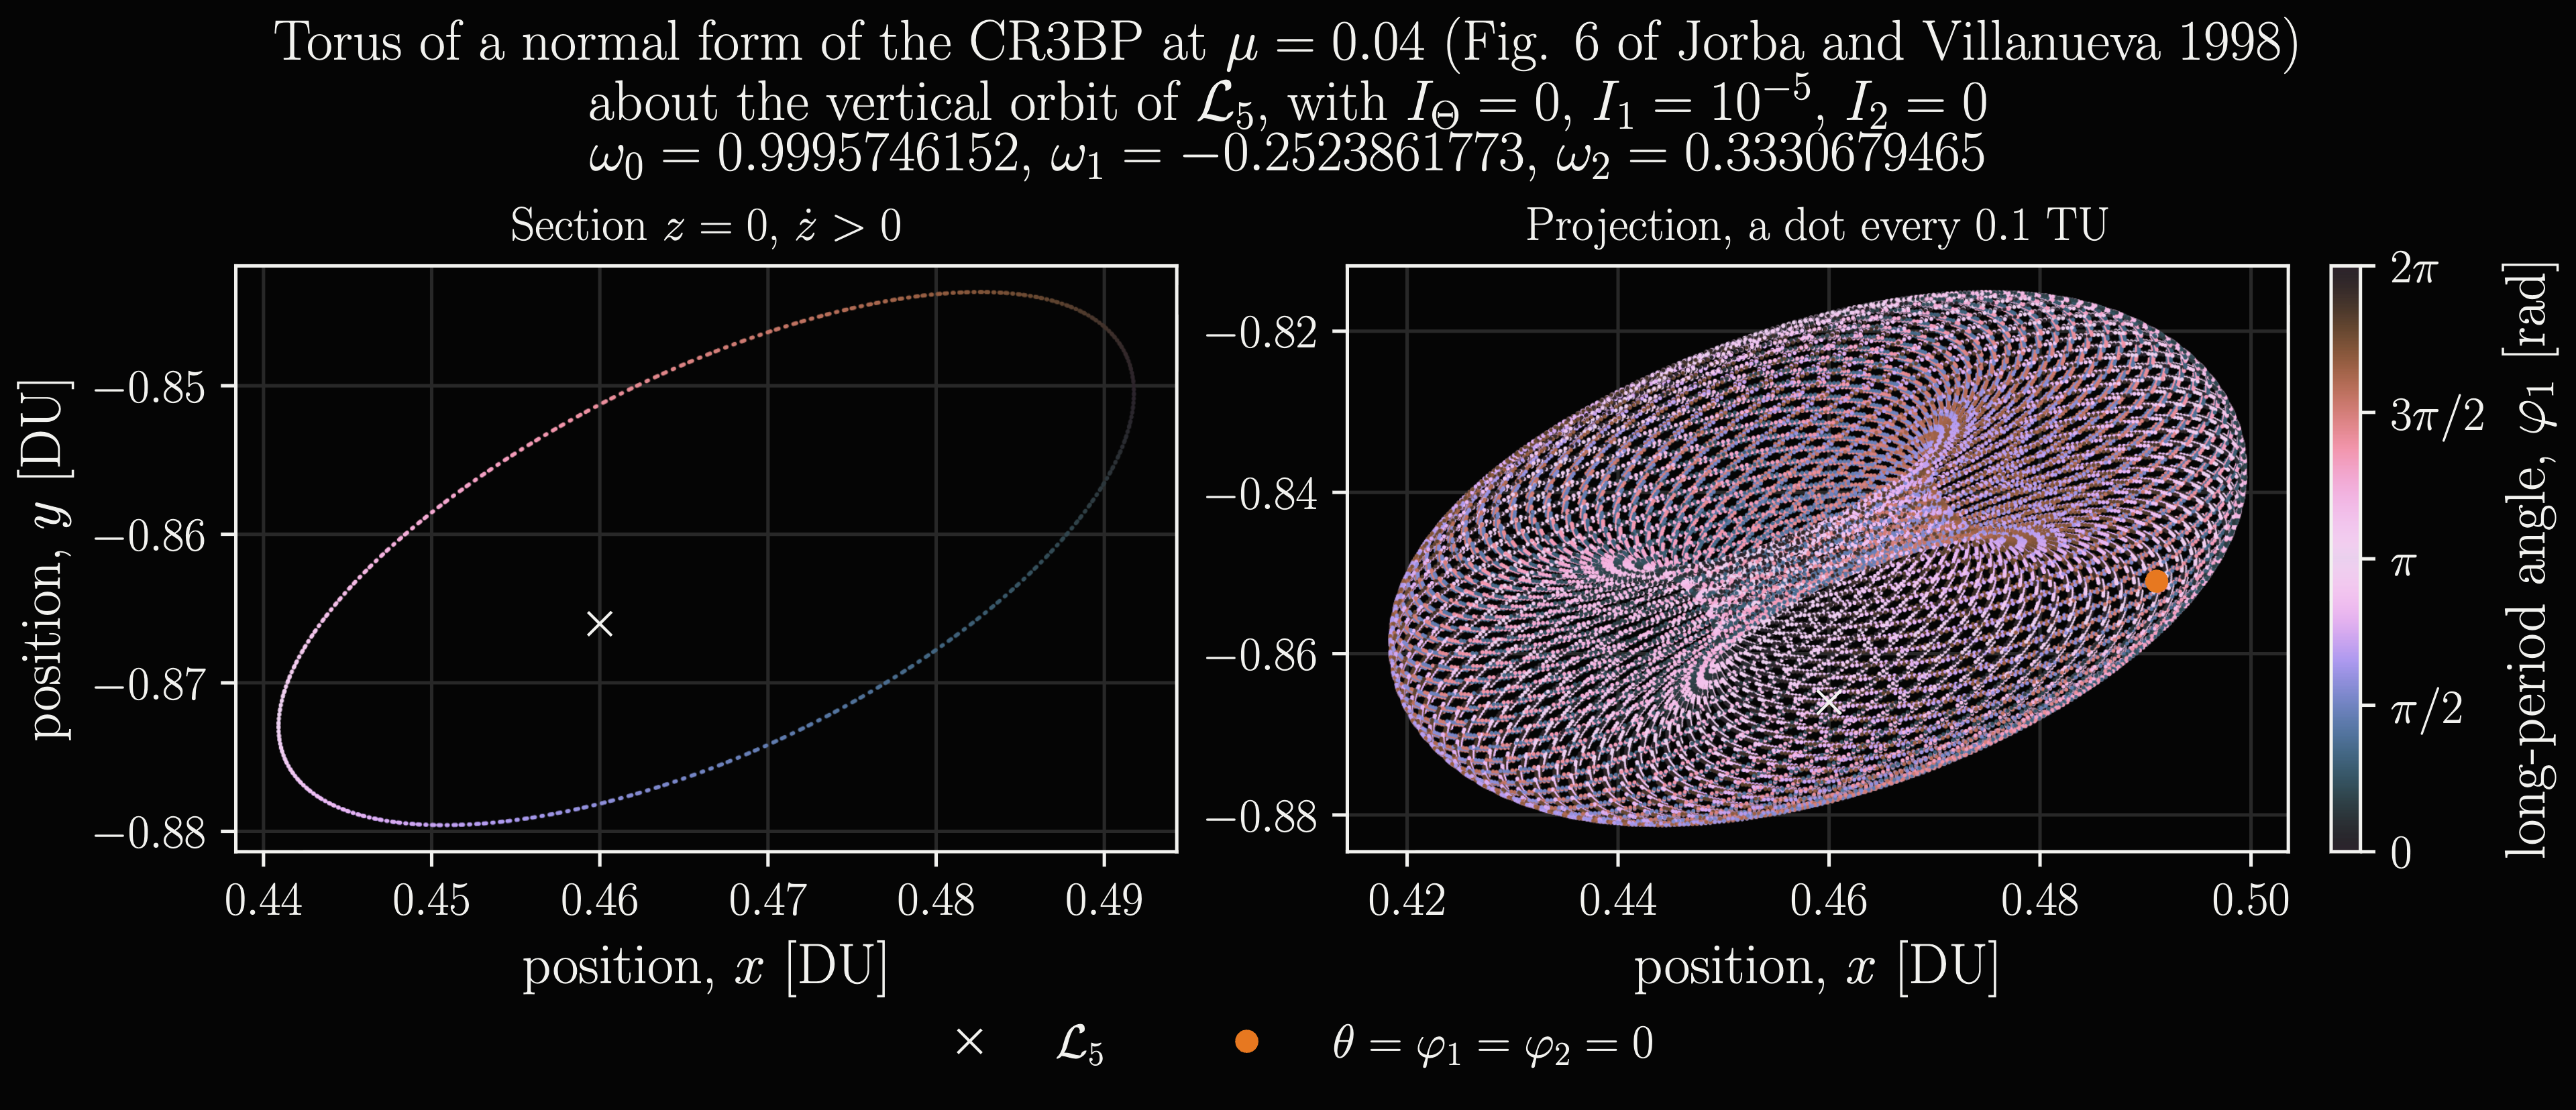 Torus of a normal form of the CR3BP at μ = 0.04 (Fig. 6 of Jorba and Villanueva 1998)
about the vertical orbit of 𝓛₅, with I_Θ = 0, I₁ = 10⁻⁵, I₂ = 0
ω₀ = 0.9995746152, ω₁ = −0.2523861773, ω₂ = 0.3330679465
Section z = 0, ż > 0
position, y [DU]
−0.85
−0.86
−0.87
−0.88
0.44 0.45 0.46 0.47 0.48 0.49
position, x [DU]
Projection, a dot every 0.1 TU
−0.82
−0.84
−0.86
−0.88
0.42 0.44 0.46 0.48 0.50
position, x [DU]
2π
3π/2
π
π/2
0
long-period angle, φ₁ [rad]
× 𝓛₅
θ = φ₁ = φ₂ = 0